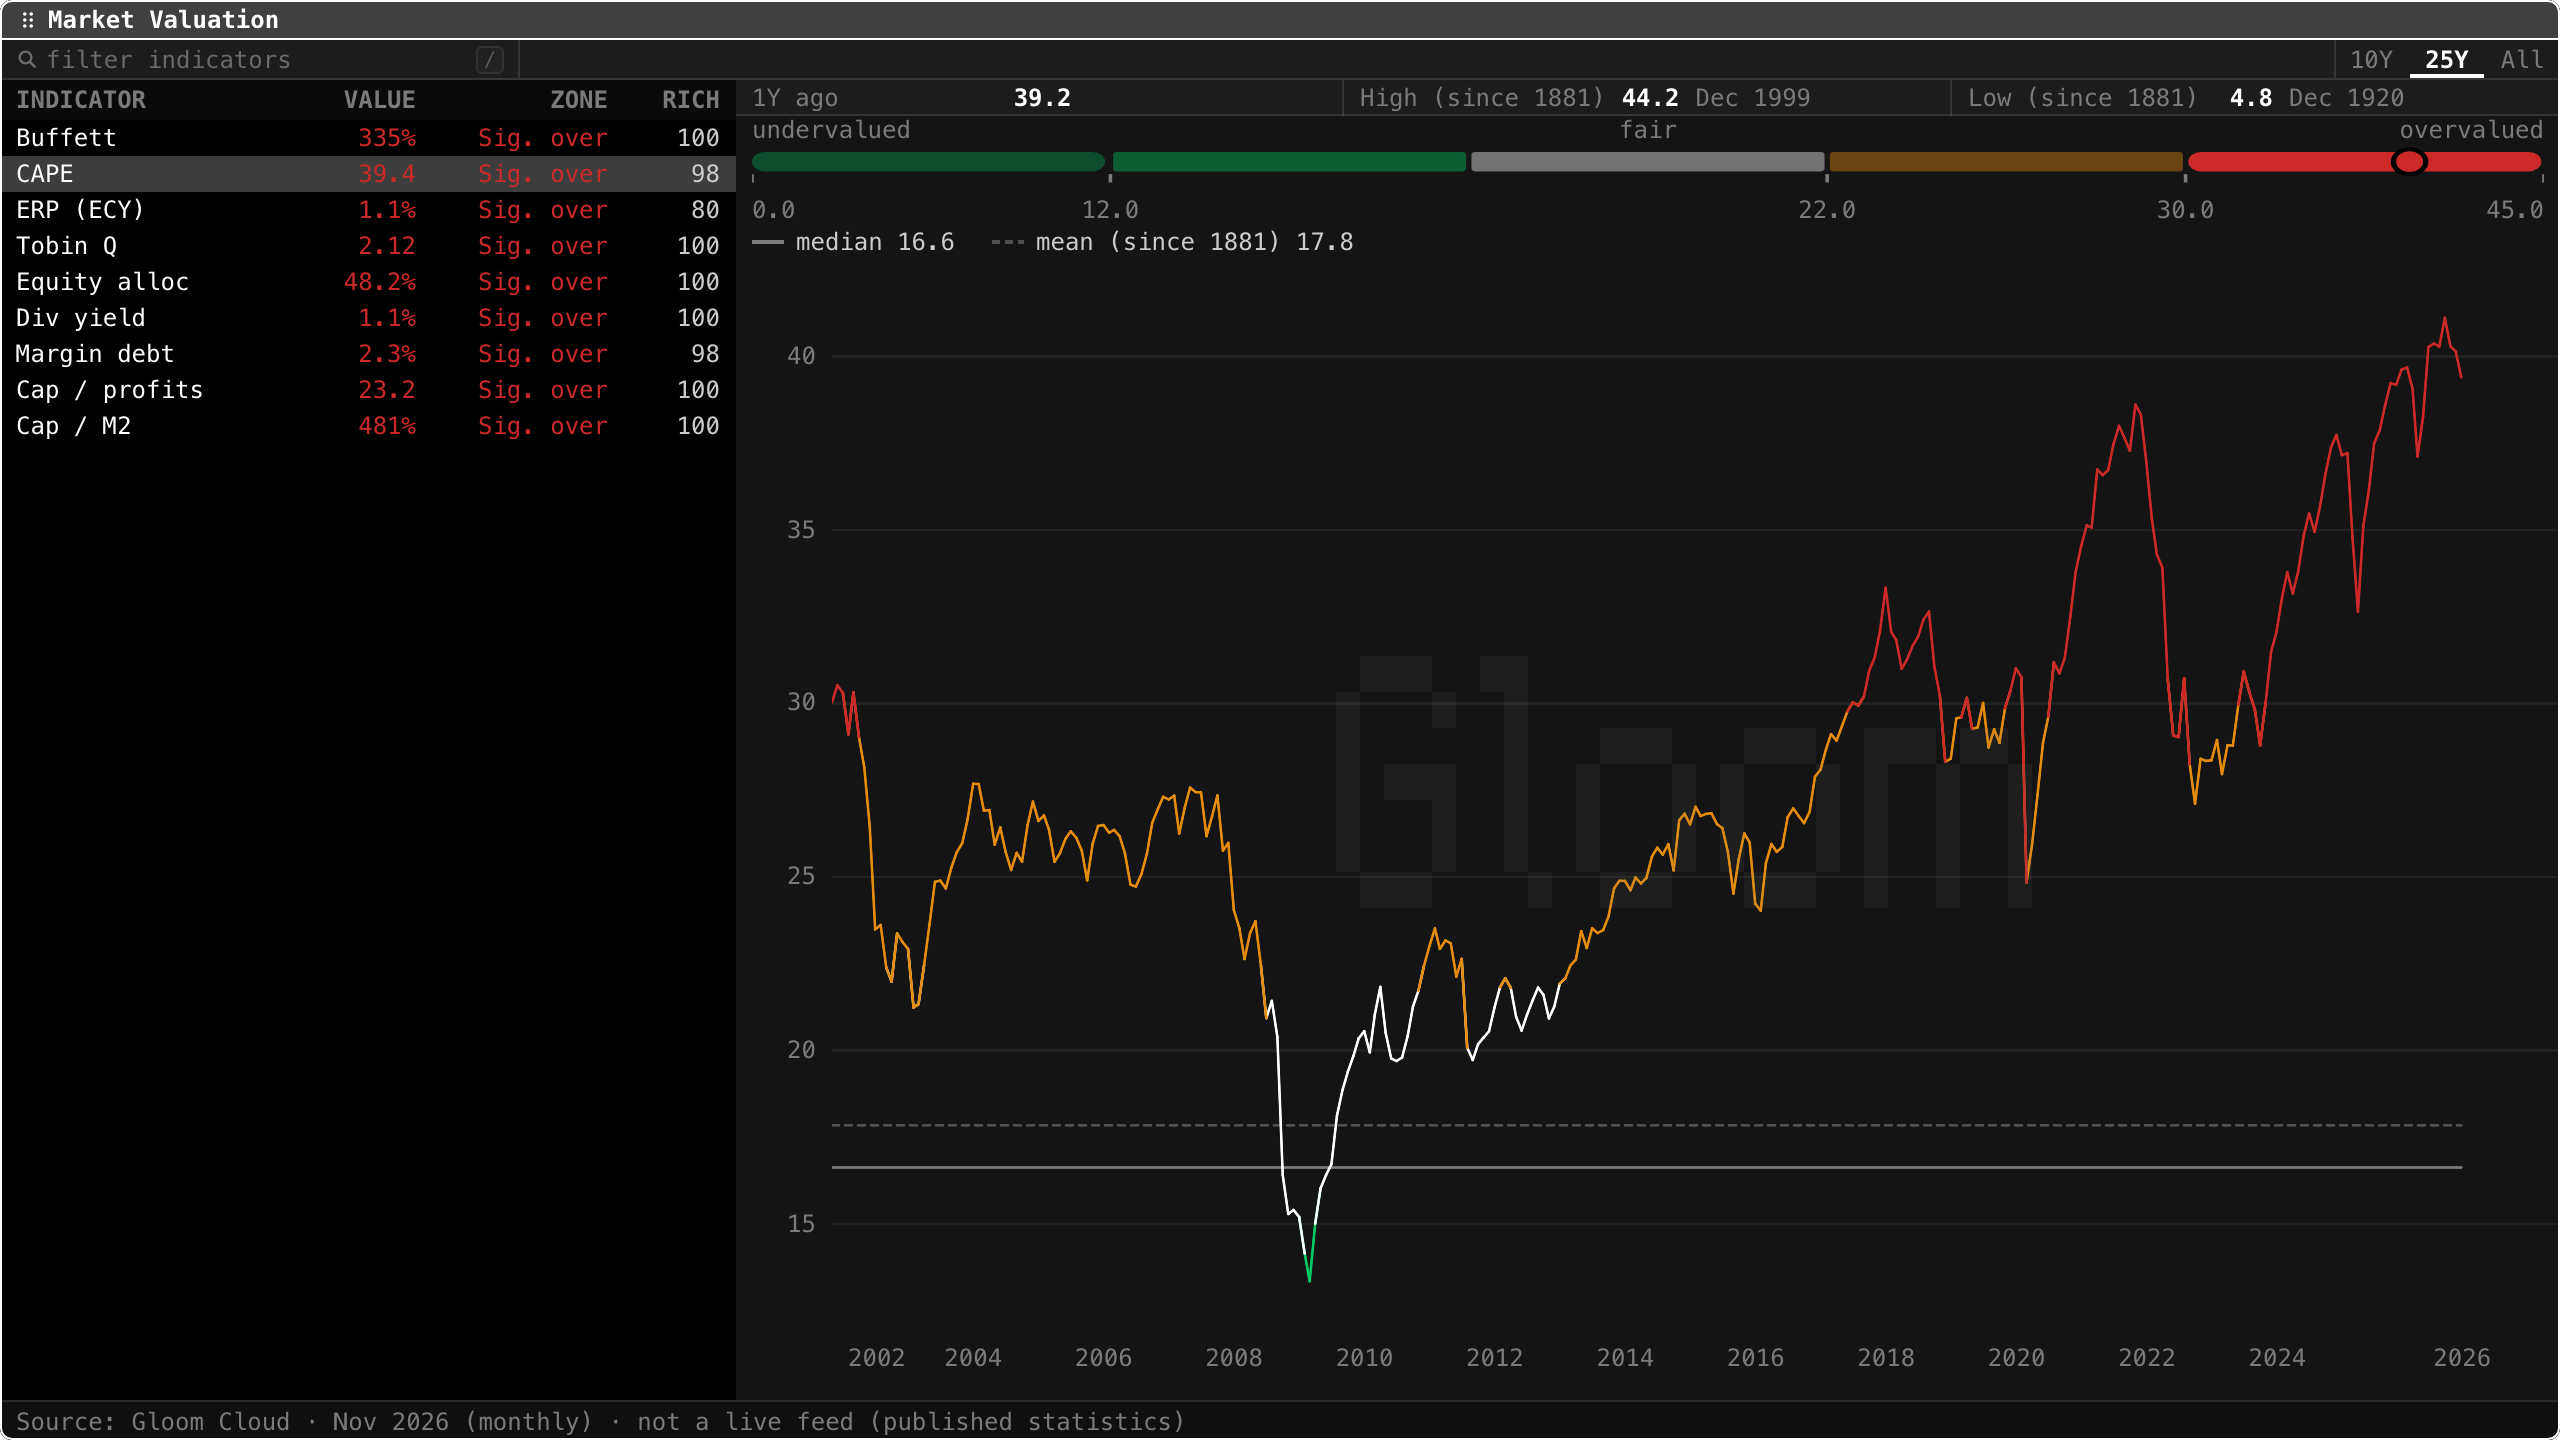 Market Valuation
filter indicators /
10Y 25Y All
INDICATOR VALUE ZONE RICH
Buffett 335% Sig. over 100
CAPE 39.4 Sig. over 98
ERP (ECY) 1.1% Sig. over 80
Tobin Q 2.12 Sig. over 100
Equity alloc 48.2% Sig. over 100
Div yield 1.1% Sig. over 100
Margin debt 2.3% Sig. over 98
Cap / profits 23.2 Sig. over 100
Cap / M2 481% Sig. over 100
1Y ago 39.2 High (since 1881) 44.2 Dec 1999 Low (since 1881) 4.8 Dec 1920
undervalued fair overvalued
0.0 12.0 22.0 30.0 45.0
median 16.6 mean (since 1881) 17.8
40
35
30
25
20
15
Gloom
2002 2004 2006 2008 2010 2012 2014 2016 2018 2020 2022 2024 2026
Source: Gloom Cloud · Nov 2026 (monthly) · not a live feed (published statistics)